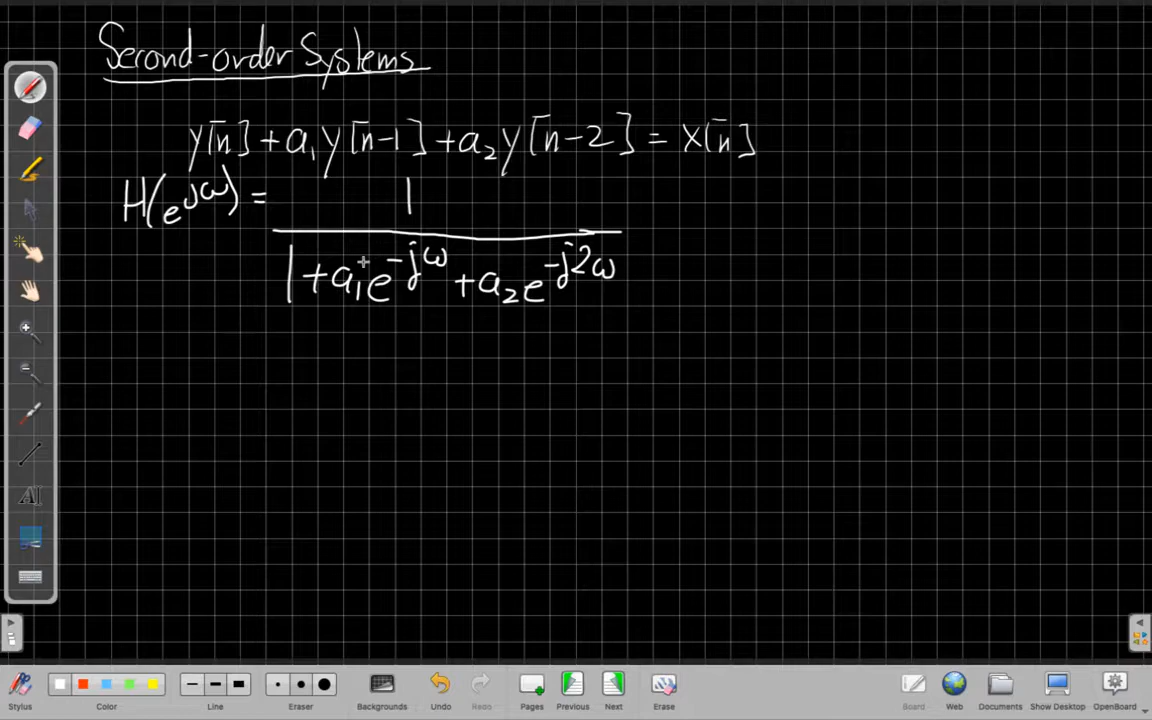 Second-order Systems
y[n] + a₁y[n-1] + a₂y[n-2] = x[n]
H(e^{jω}) = 1 / (1 + a₁e^{-jω} + a₂e^{-j2ω})
Stylus
Color
Line
Eraser
Backgrounds
Undo
Redo
Pages
Previous
Next
Erase
Board
Web
Documents
Show Desktop
OpenBoard